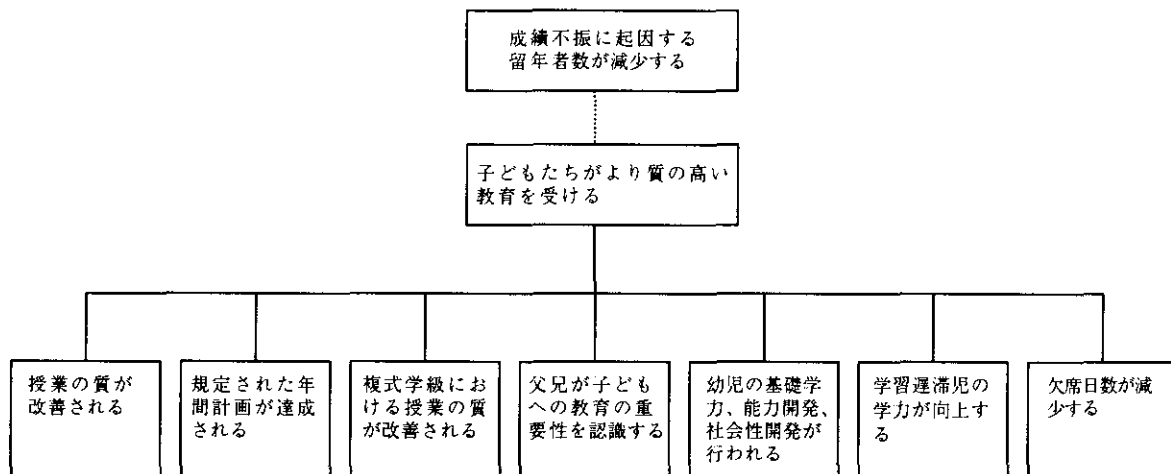 成績不振に起因する
留年者数が減少する
子どもたちがより質の高い
教育を受ける
授業の質が
改善される
規定された年
間計画が達成
される
複式学級にお
ける授業の質
が改善される
父兄が子ども
への教育の重
要性を認識する
幼児の基礎学
力、能力開発、
社会性開発が
行われる
学習遅滞児の
学力が向上す
る
欠席日数が減
少する